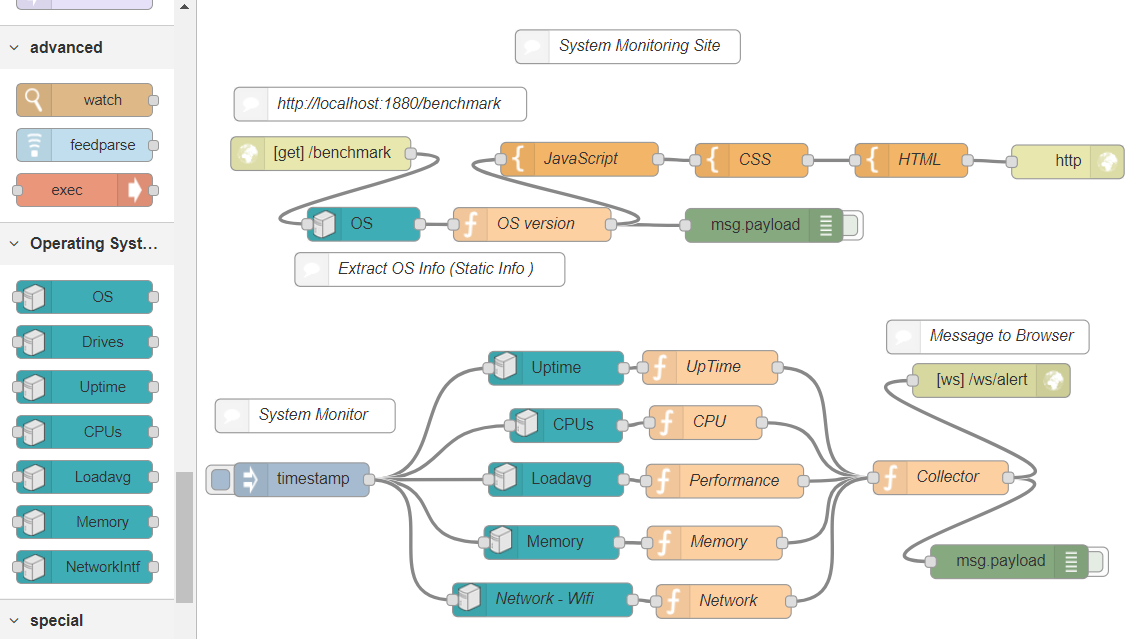 advanced
watch
feedparse
exec
Operating Syst...
OS
Drives
Uptime
CPUs
Loadavg
Memory
NetworkIntf
special
System Monitoring Site
http://localhost:1880/benchmark
[get] /benchmark
JavaScript
CSS
HTML
http
OS
OS version
msg.payload
Extract OS Info (Static Info )
Message to Browser
[ws] /ws/alert
Uptime
UpTime
System Monitor
CPUs
CPU
timestamp
Loadavg
Performance
Collector
Memory
Memory
msg.payload
Network - Wifi
Network